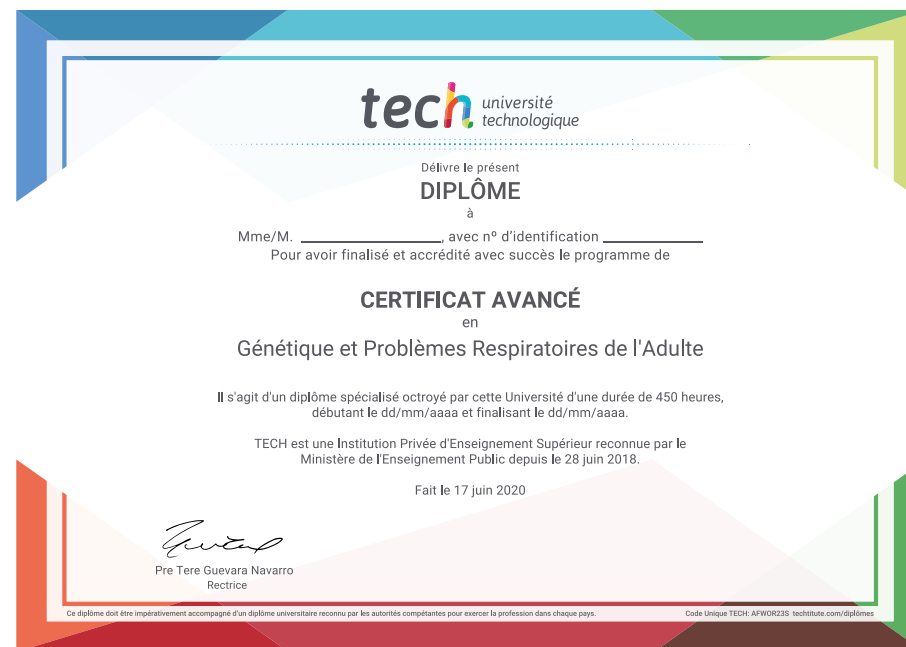 tech université
technologique
Délivre le présent
DIPLÔME
à
Mme/M. ____________________, avec nº d'identification ______________
Pour avoir finalisé et accrédité avec succès le programme de
CERTIFICAT AVANCÉ
en
Génétique et Problèmes Respiratoires de l'Adulte
Il s'agit d'un diplôme spécialisé octroyé par cette Université d'une durée de 450 heures,
débutant le dd/mm/aaaa et finalisant le dd/mm/aaaa.
TECH est une Institution Privée d'Enseignement Supérieur reconnue par le
Ministère de l'Enseignement Public depuis le 28 juin 2018.
Fait le 17 juin 2020
Pre Tere Guevara Navarro
Rectrice
Ce diplôme doit être impérativement accompagné d'un diplôme universitaire reconnu par les autorités compétantes pour exercer la profession dans chaque pays.
Code Unique TECH: AFWOR23S techtitute.com/diplômes